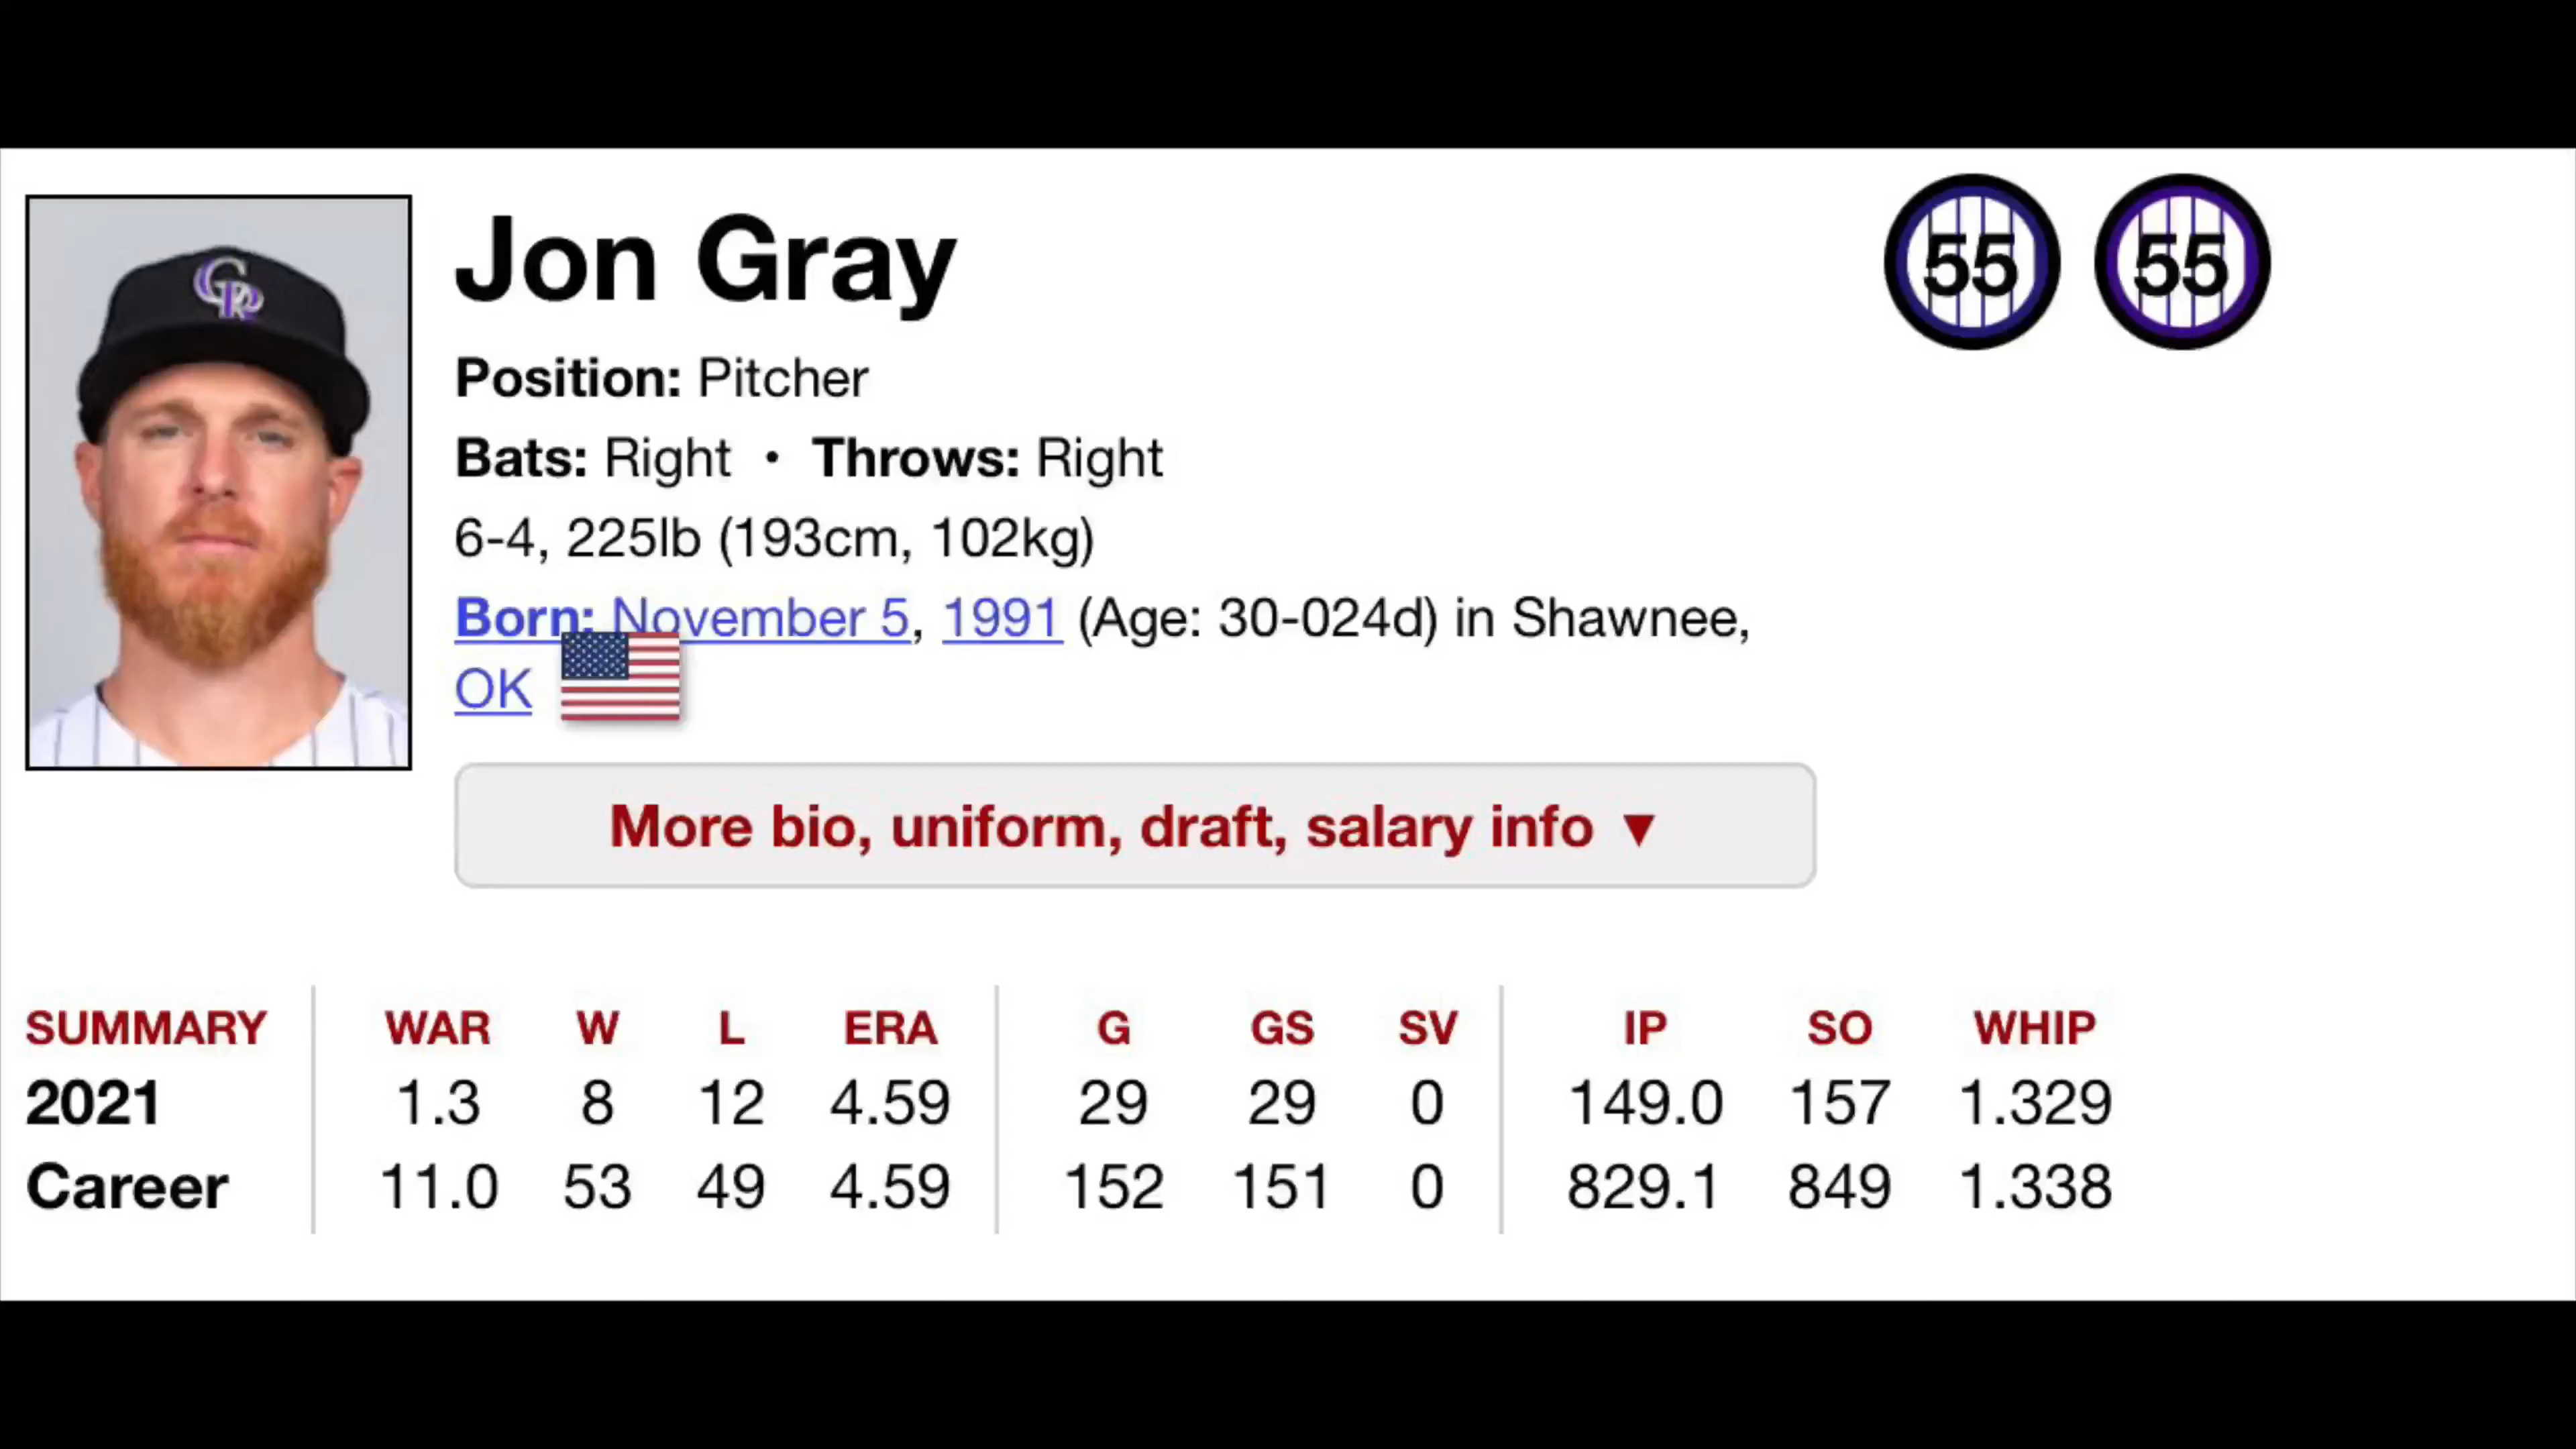 Jon Gray
55 55
Position: Pitcher
Bats: Right • Throws: Right
6-4, 225lb (193cm, 102kg)
Born: November 5, 1991 (Age: 30-024d) in Shawnee,
OK
More bio, uniform, draft, salary info ▼
SUMMARY WAR W L ERA G GS SV IP SO WHIP
2021 1.3 8 12 4.59 29 29 0 149.0 157 1.329
Career 11.0 53 49 4.59 152 151 0 829.1 849 1.338
CR